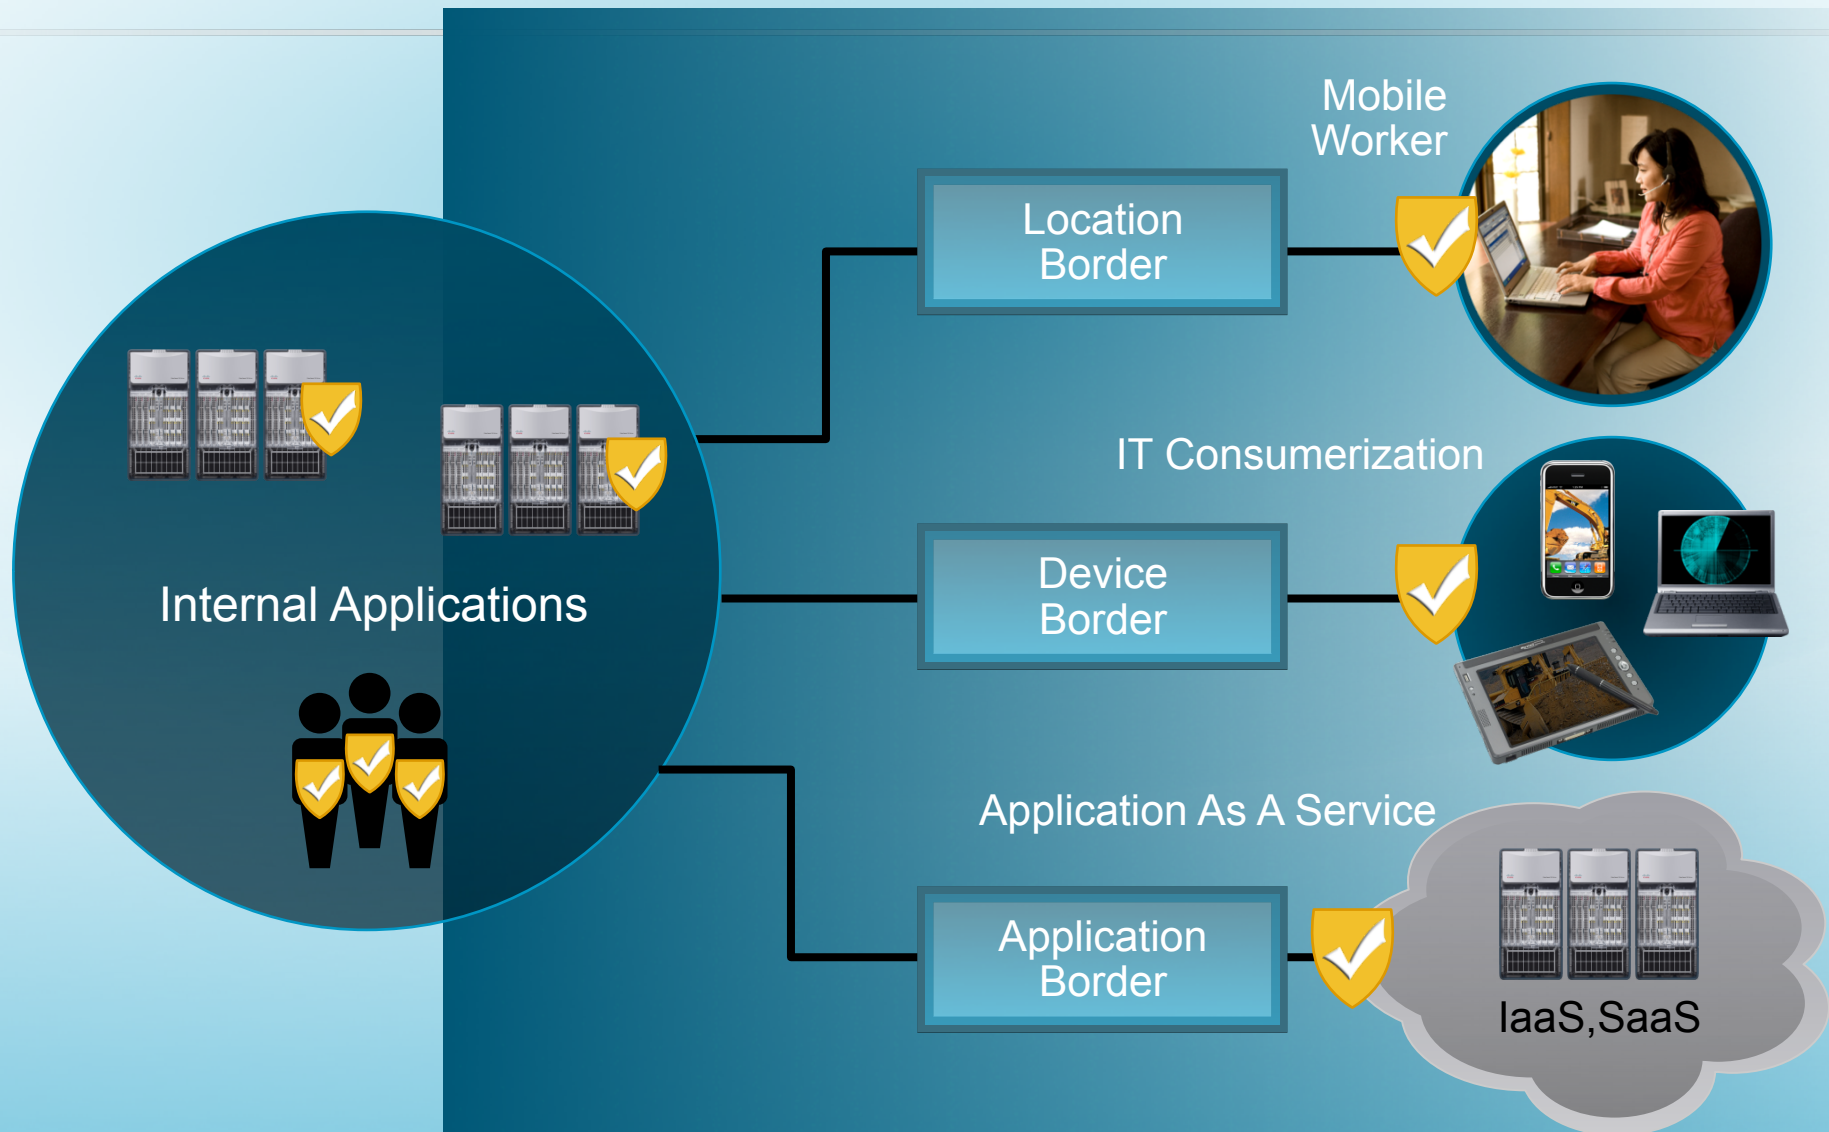 Mobile
Worker
Location
Border
IT Consumerization
Device
Border
Internal Applications
Application As A Service
Application
Border
IaaS,SaaS